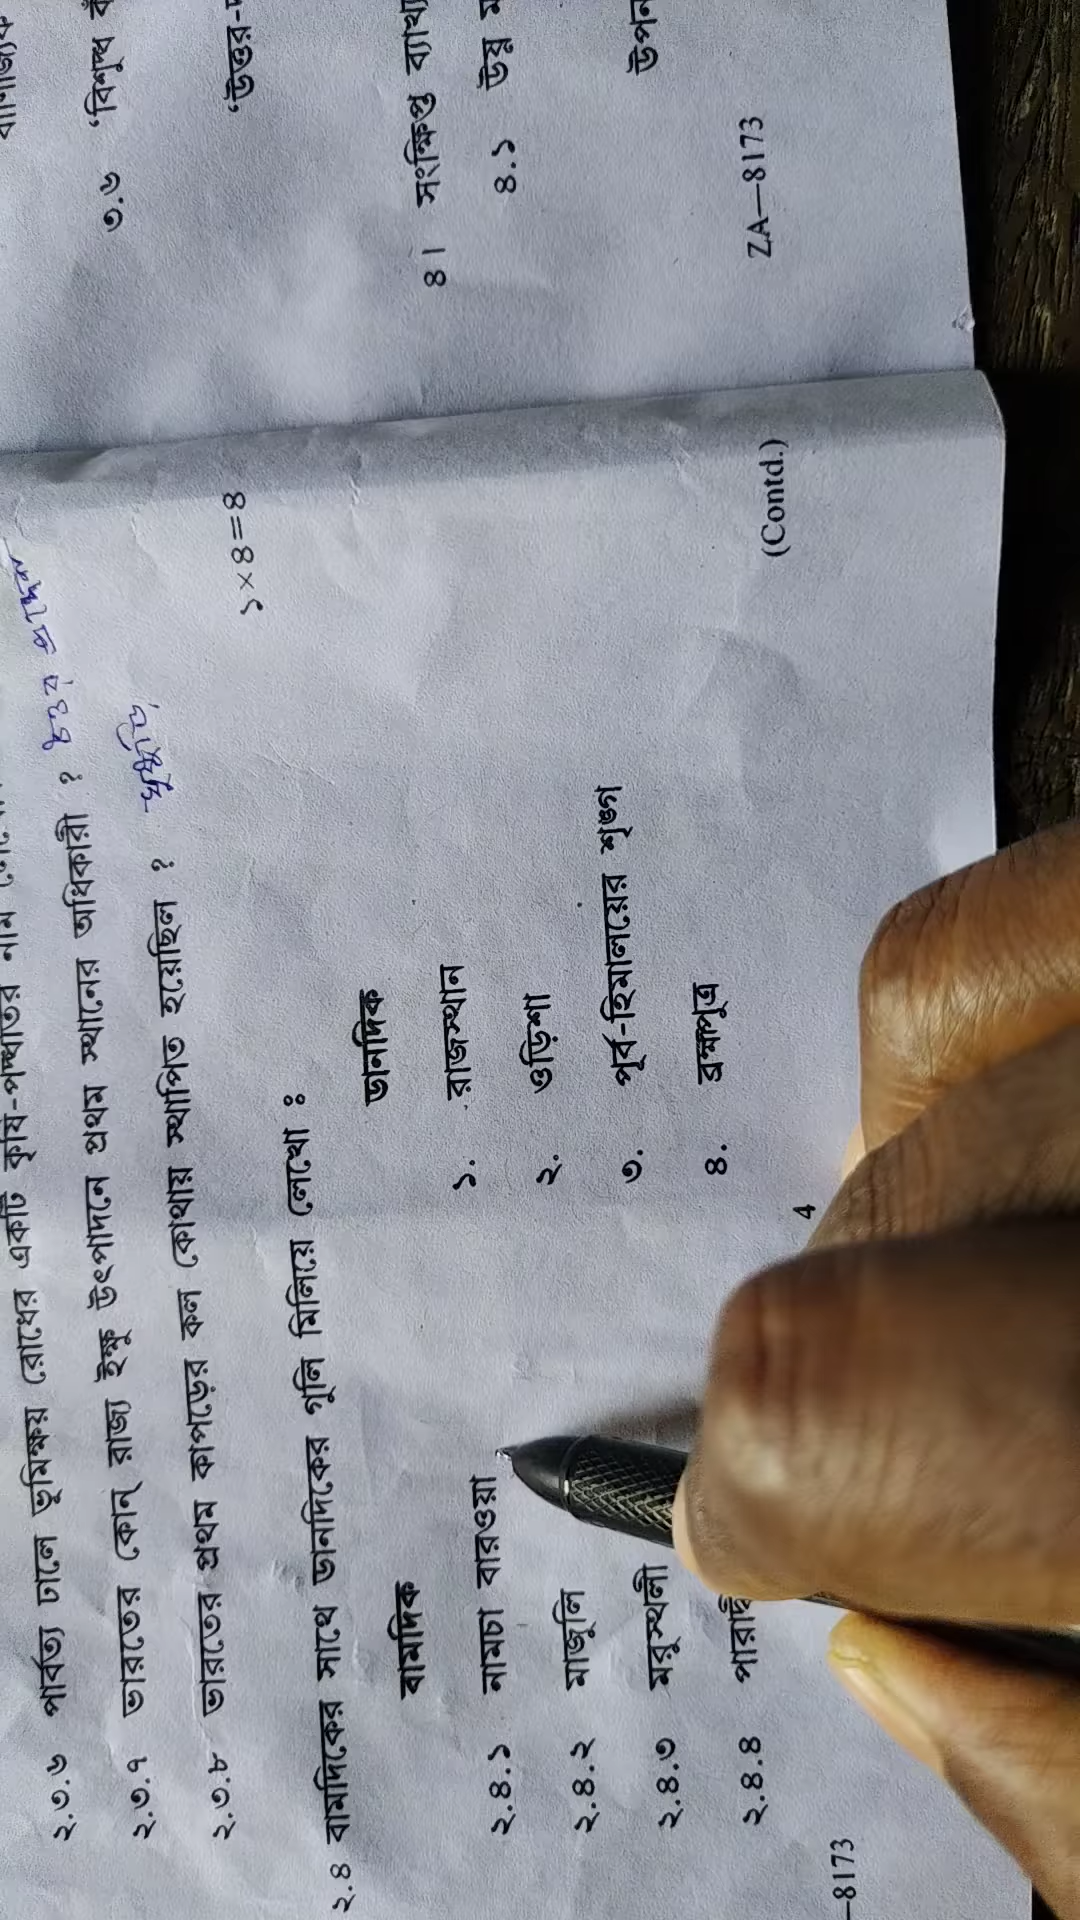 ২.৩.৬ পার্বত্য ঢালে ভূমিক্ষয় রোধের একটি কৃষি-পদ্ধতির নাম
২.৩.৭ ভারতের কোন্ রাজ্য ইক্ষু উৎপাদনে প্রথম স্থানের অধিকারী ? উত্তর প্রদেশ
২.৩.৮ ভারতের প্রথম কাপড়ের কল কোথায় স্থাপিত হয়েছিল ?
১×৪=৪
২.৪ বামদিকের সাথে ডানদিকের গুলি মিলিয়ে লেখো :
বামদিক ডানদিক
২.৪.১ নামচা বারওয়া ১. রাজস্থান
২.৪.২ মাজুলি ২. ওড়িশা
২.৪.৩ মরুস্থলী ৩. পূর্ব-হিমালয়ের শৃঙ্গ
২.৪.৪ ৪. ব্রহ্মপুত্র
—8173 4 (Contd.)
৩.৬ 'বিশুদ্ধ
৪। সংক্ষিপ্ত
৪.১
ZA—8173